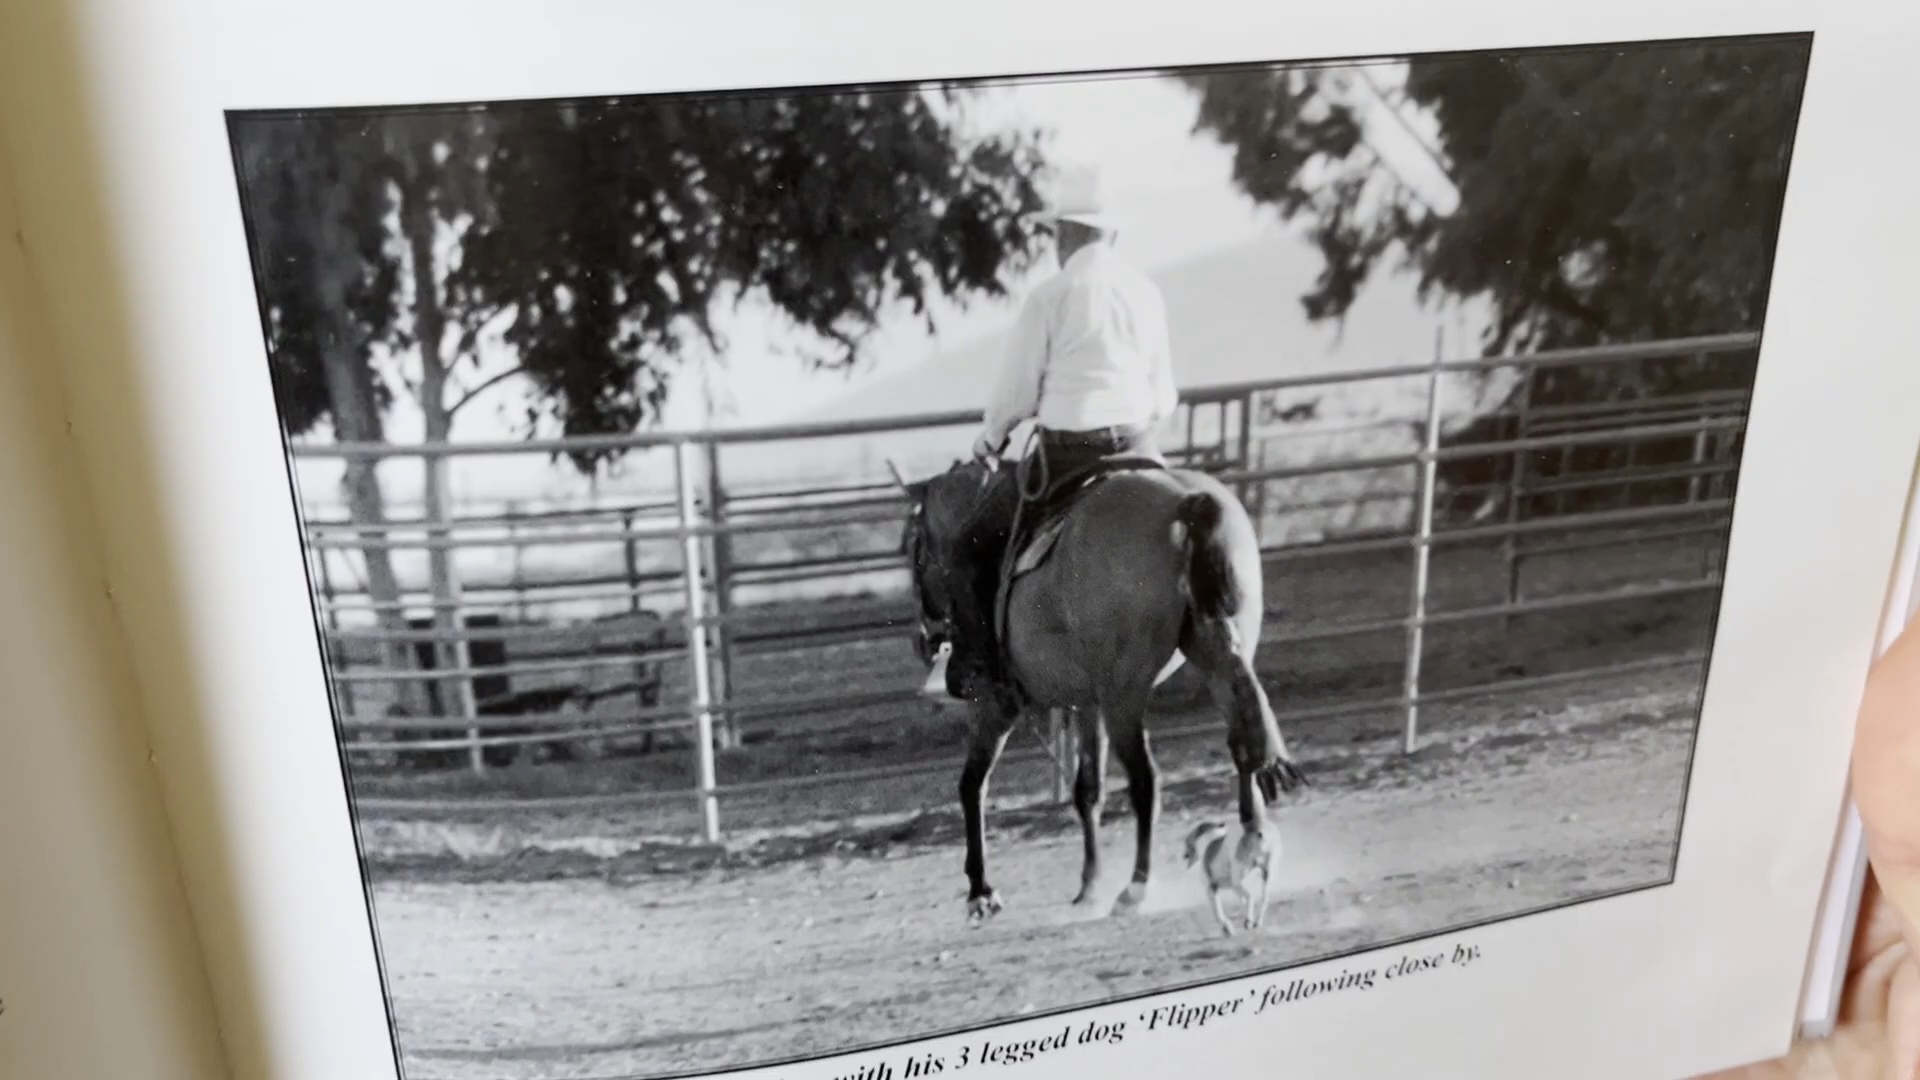 with his 3 legged dog ‘Flipper’ following close by.